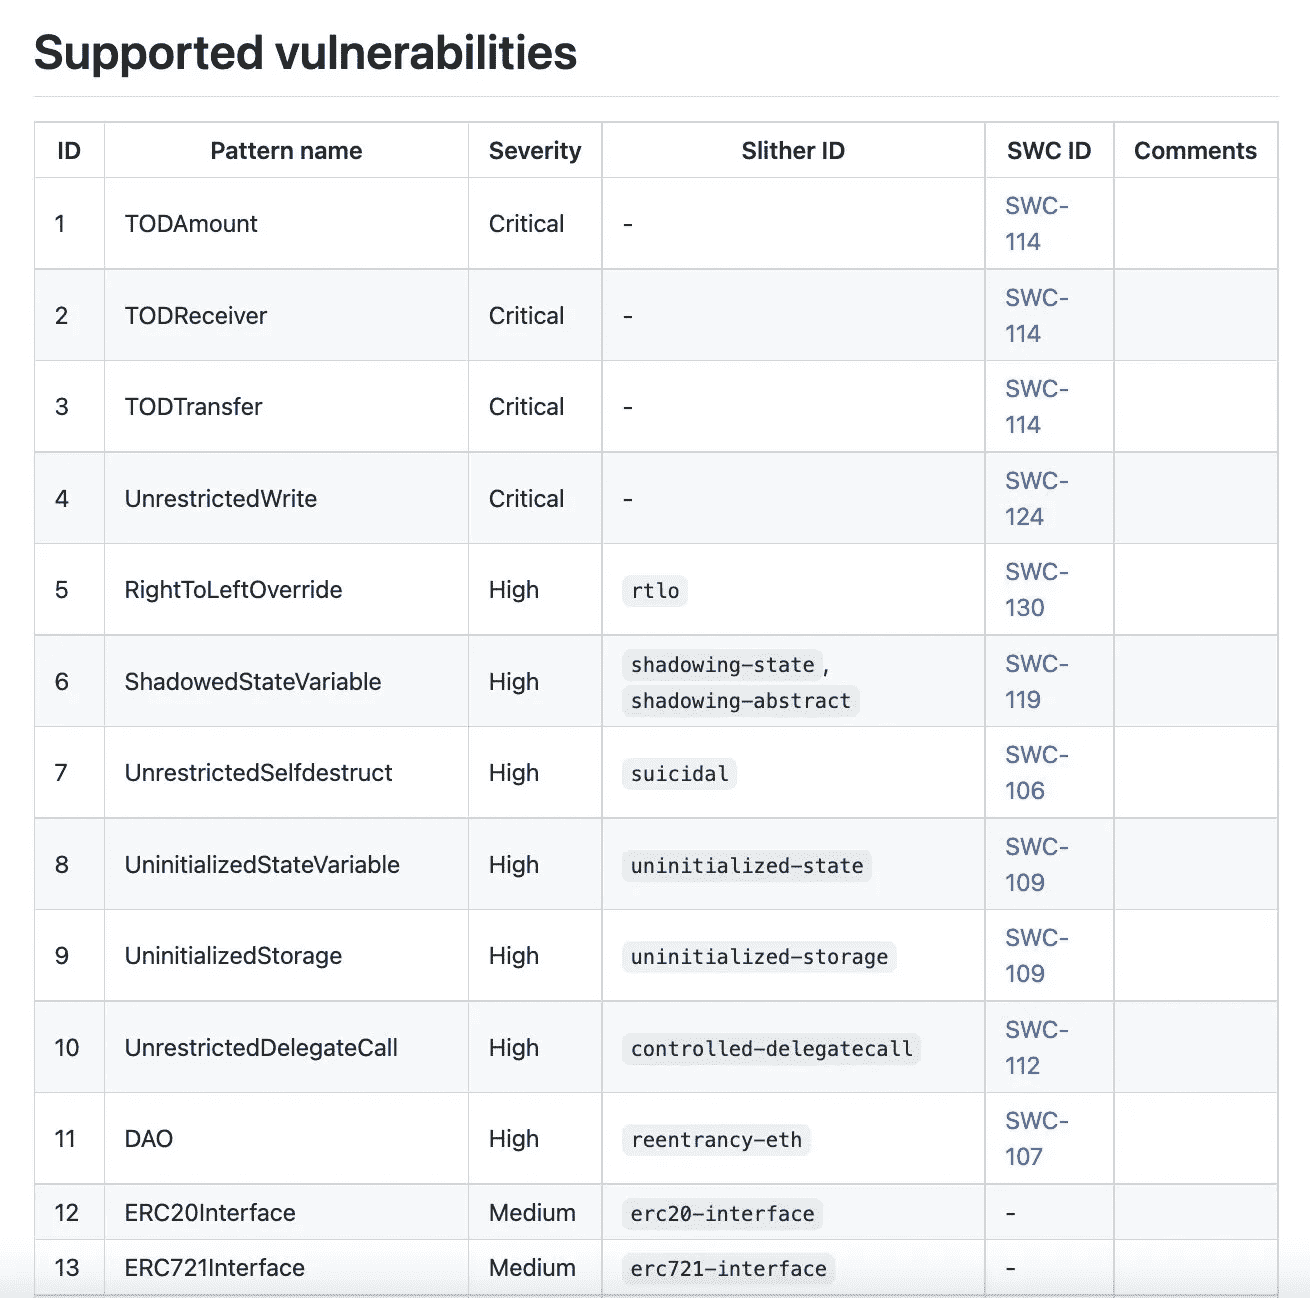 Supported vulnerabilities
ID Pattern name Severity Slither ID SWC ID Comments
1 TODAmount Critical - SWC-
114
2 TODReceiver Critical - SWC-
114
3 TODTransfer Critical - SWC-
114
4 UnrestrictedWrite Critical - SWC-
124
5 RightToLeftOverride High rtlo SWC-
130
6 ShadowedStateVariable High shadowing-state, SWC-
shadowing-abstract 119
7 UnrestrictedSelfdestruct High suicidal SWC-
106
8 UninitializedStateVariable High uninitialized-state SWC-
109
9 UninitializedStorage High uninitialized-storage SWC-
109
10 UnrestrictedDelegateCall High controlled-delegatecall SWC-
112
11 DAO High reentrancy-eth SWC-
107
12 ERC20Interface Medium erc20-interface -
13 ERC721Interface Medium erc721-interface -